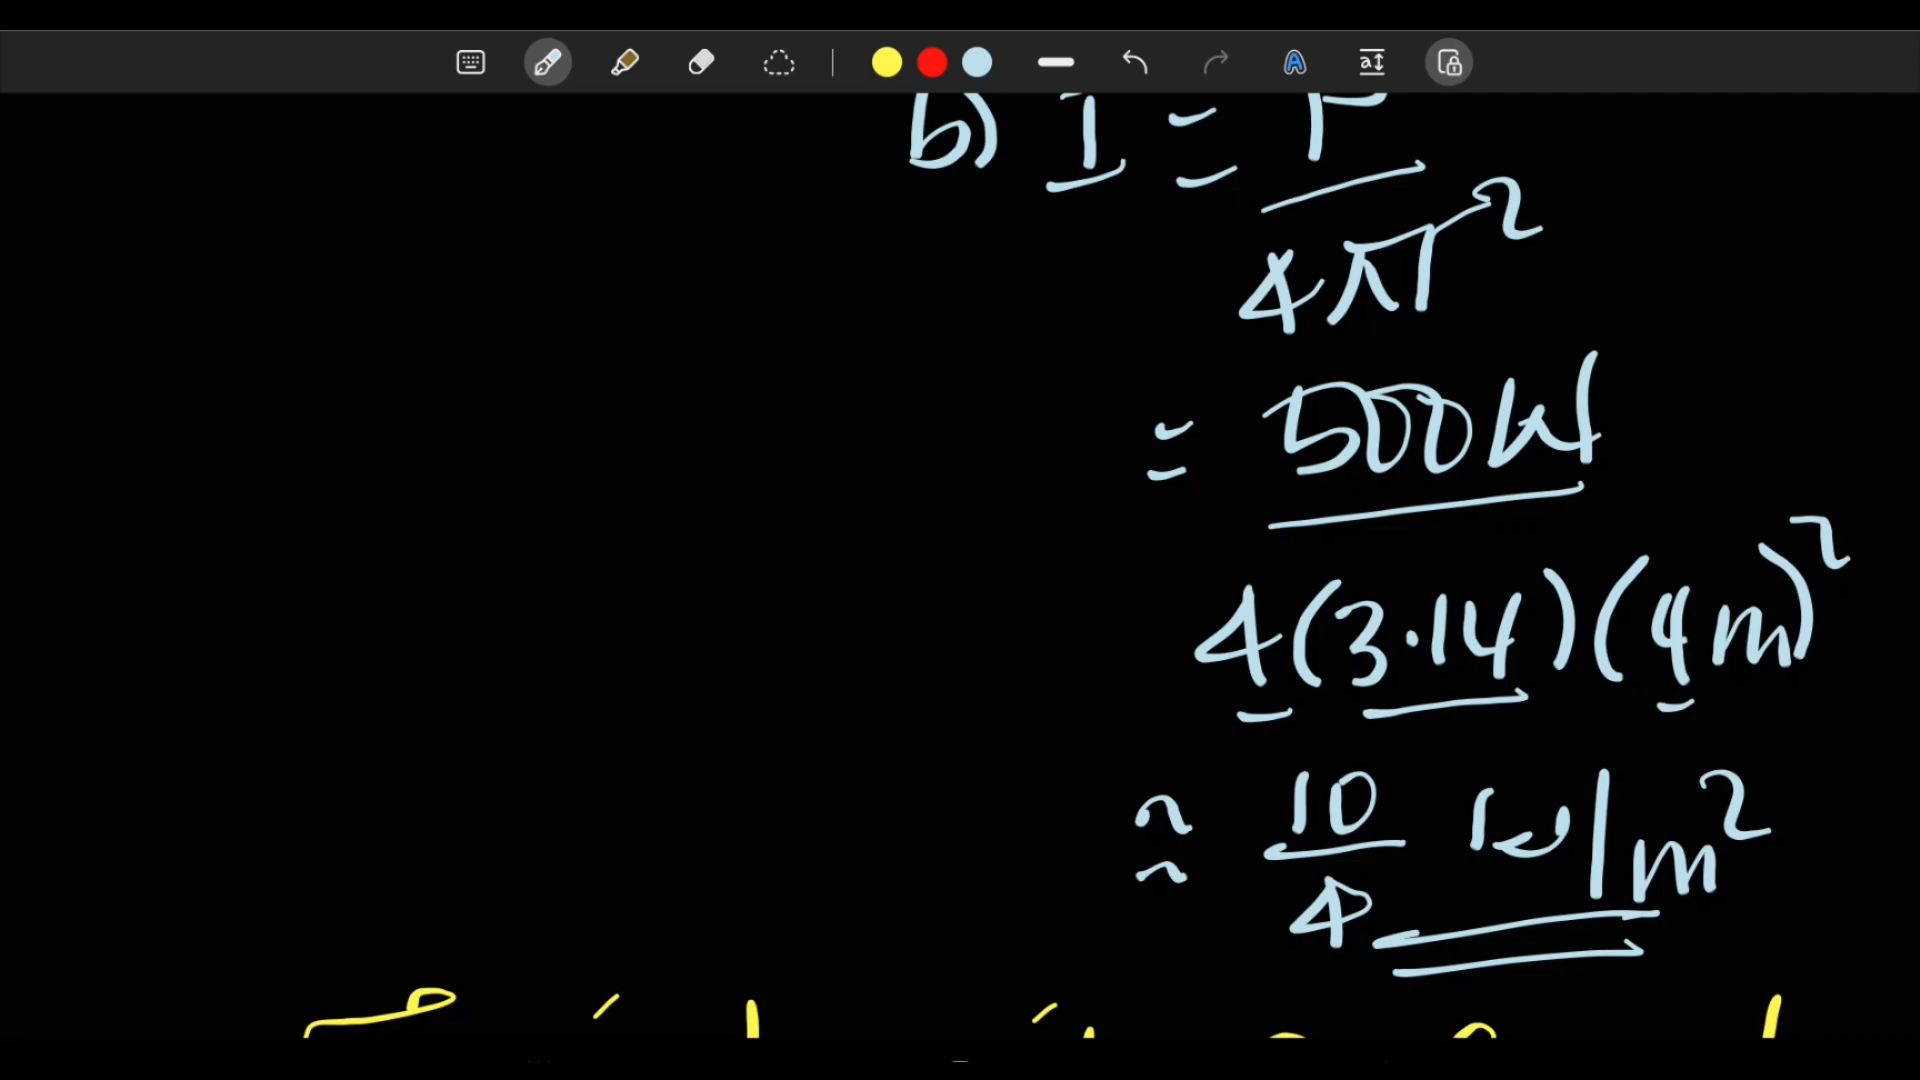 b) I = P
4πr²
= 500W
4(3.14)(4m)²
≈ 10 W/m²
4